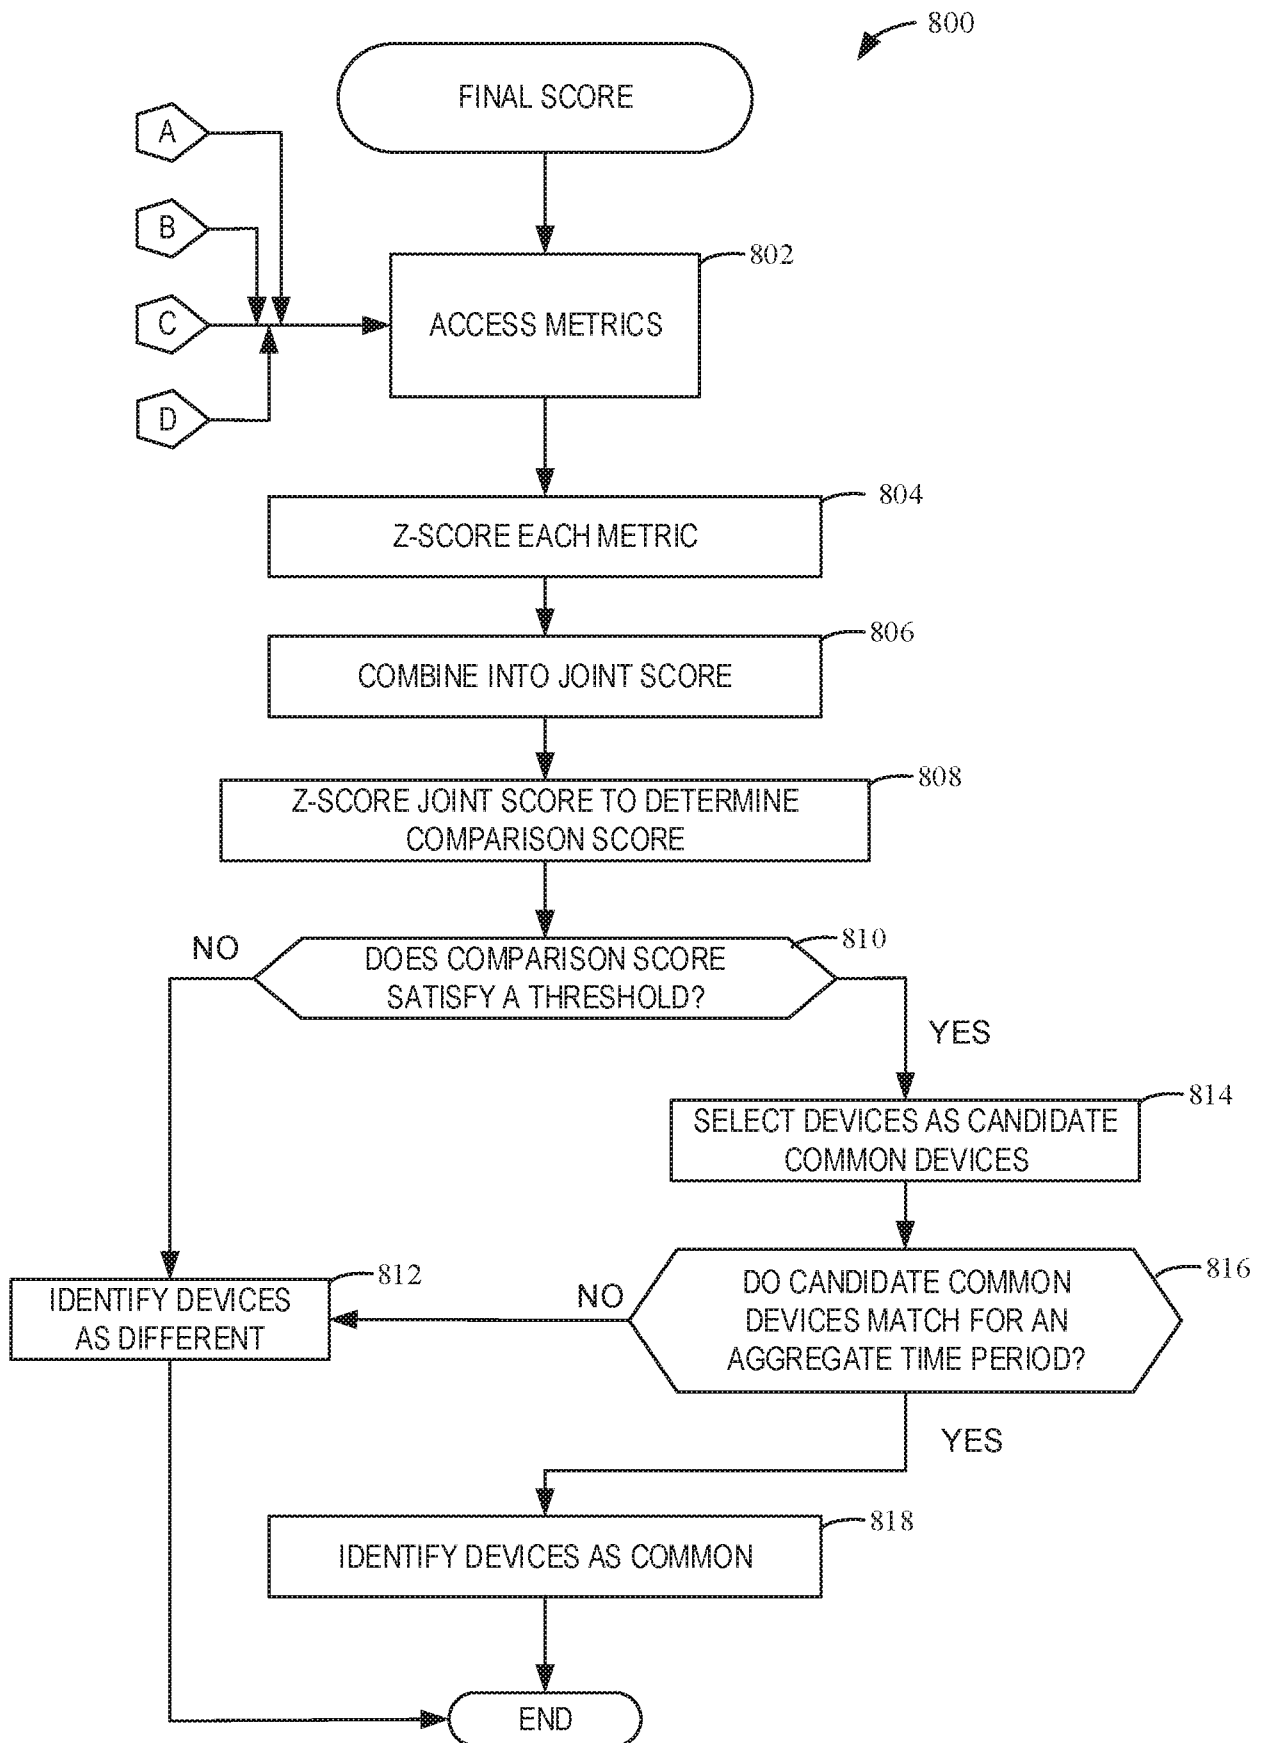 800
FINAL SCORE
A
B
C
D
802
ACCESS METRICS
804
Z-SCORE EACH METRIC
806
COMBINE INTO JOINT SCORE
808
Z-SCORE JOINT SCORE TO DETERMINE
COMPARISON SCORE
NO
810
DOES COMPARISON SCORE
SATISFY A THRESHOLD?
YES
814
SELECT DEVICES AS CANDIDATE
COMMON DEVICES
812
IDENTIFY DEVICES
AS DIFFERENT
NO
816
DO CANDIDATE COMMON
DEVICES MATCH FOR AN
AGGREGATE TIME PERIOD?
YES
818
IDENTIFY DEVICES AS COMMON
END